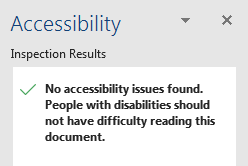 Accessibility
Inspection Results
No accessibility issues found.
People with disabilities should
not have difficulty reading this
document.